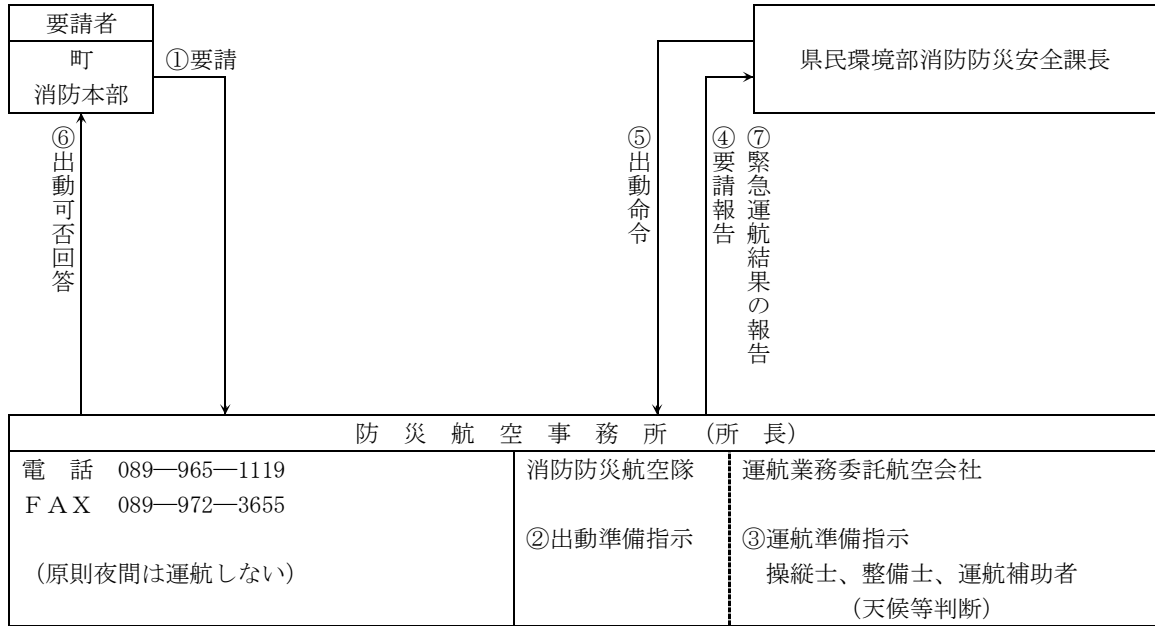 要請者
町
消防本部
①要請
県民環境部消防防災安全課長
⑥出動可否回答
⑤出動命令
④要請報告
⑦緊急運航結果の報告
防 災 航 空 事 務 所 (所 長)
電 話 089―965―1119
ＦＡＸ 089―972―3655
(原則夜間は運航しない)
消防防災航空隊
②出動準備指示
運航業務委託航空会社
③運航準備指示
操縦士、整備士、運航補助者
(天候等判断)